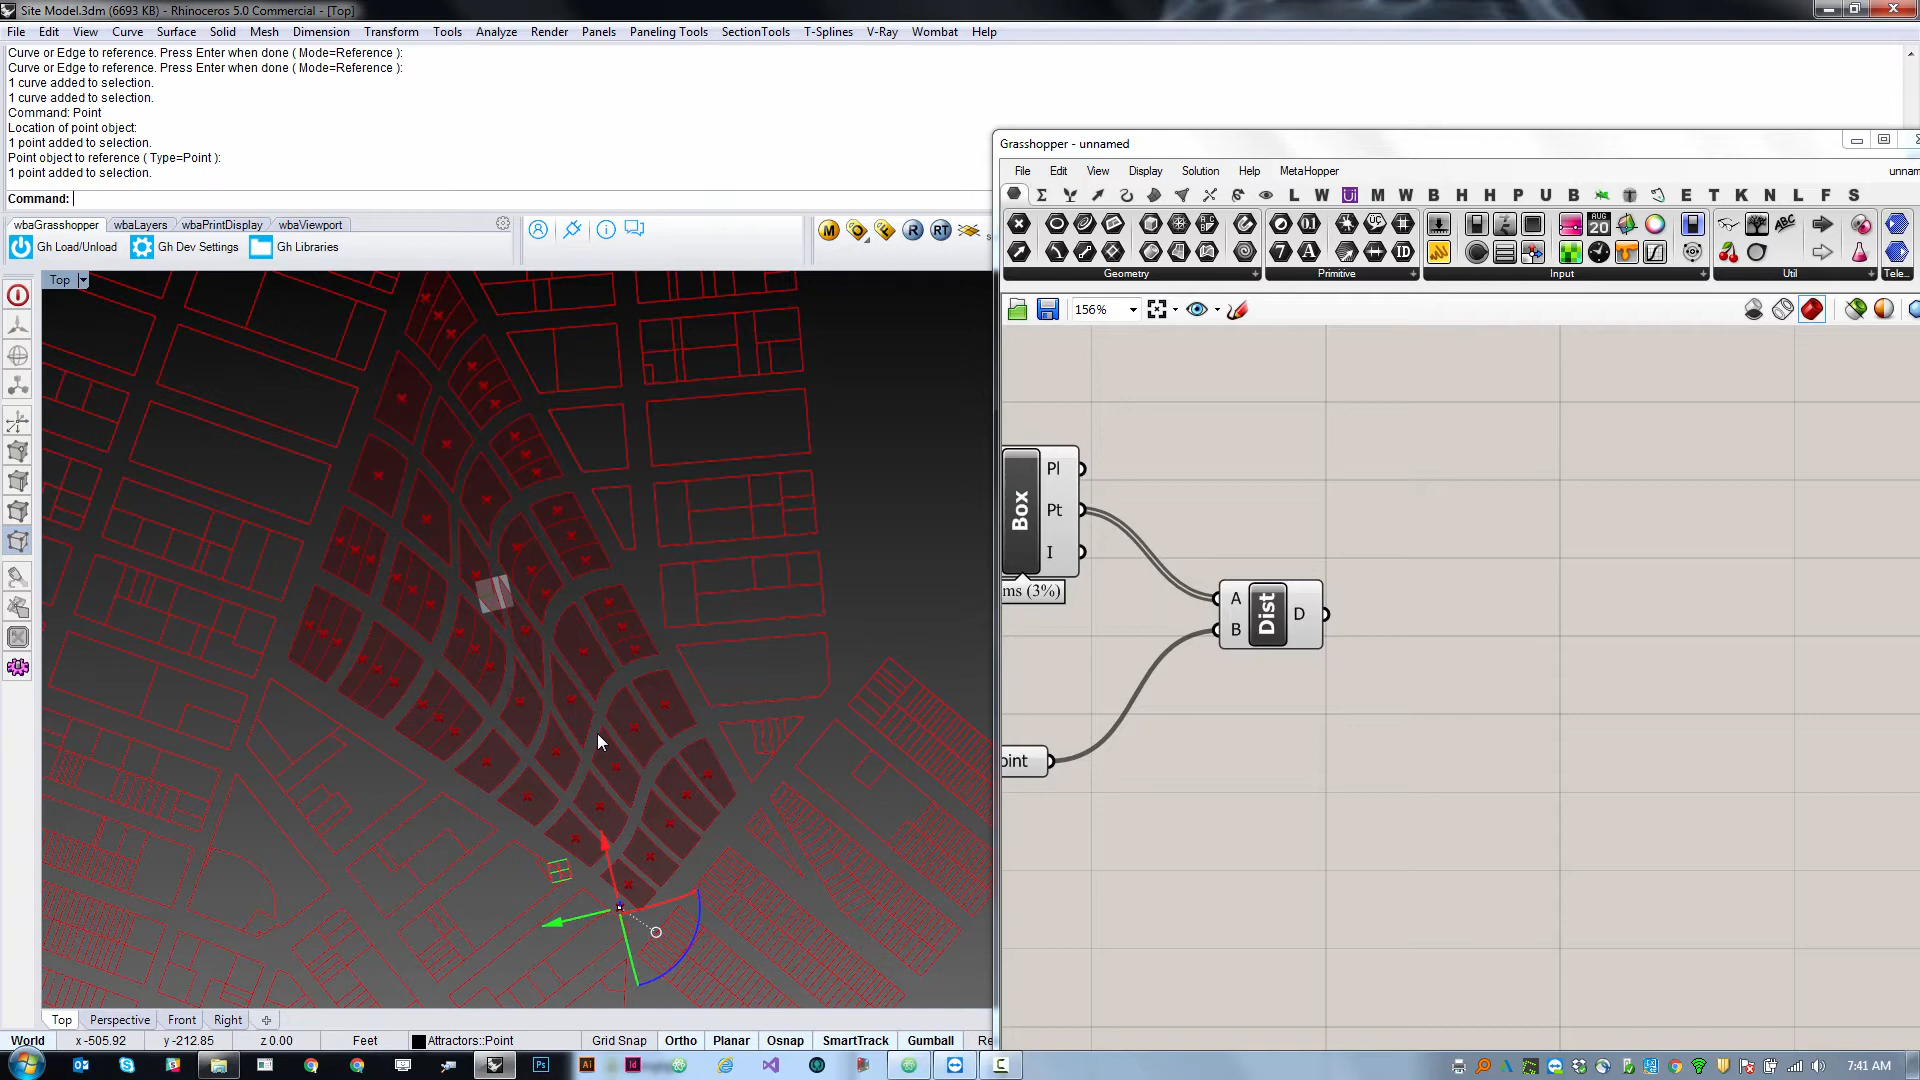 Site Model.3dm (6693 KB) - Rhinoceros 5.0 Commercial - [Top]
File Edit View Curve Surface Solid Mesh Dimension Transform Tools Analyze Render Panels Paneling Tools SectionTools T-Splines V-Ray Wombat Help
Curve or Edge to reference. Press Enter when done ( Mode=Reference ):
Curve or Edge to reference. Press Enter when done ( Mode=Reference ):
1 curve added to selection.
1 curve added to selection.
Command: Point
Location of point object:
1 point added to selection.
Point object to reference ( Type=Point ):
1 point added to selection.
Command:
wbaGrasshopper wbaLayers wbaPrintDisplay wbaViewport
Gh Load/Unload Gh Dev Settings Gh Libraries
M R RT
Top
Grasshopper - unnamed
File Edit View Display Solution Help MetaHopper unnam
L W Uj M W B H H P U B E T K N L F S
Geometry Primitive Input Util Tele...
156%
Box
Pl
Pt
I
ms (3%)
A
B
Dist
D
oint
Top Perspective Front Right
World x -505.92 y -212.85 z 0.00 Feet Attractors::Point Grid Snap Ortho Planar Osnap SmartTrack Gumball Re
7:41 AM